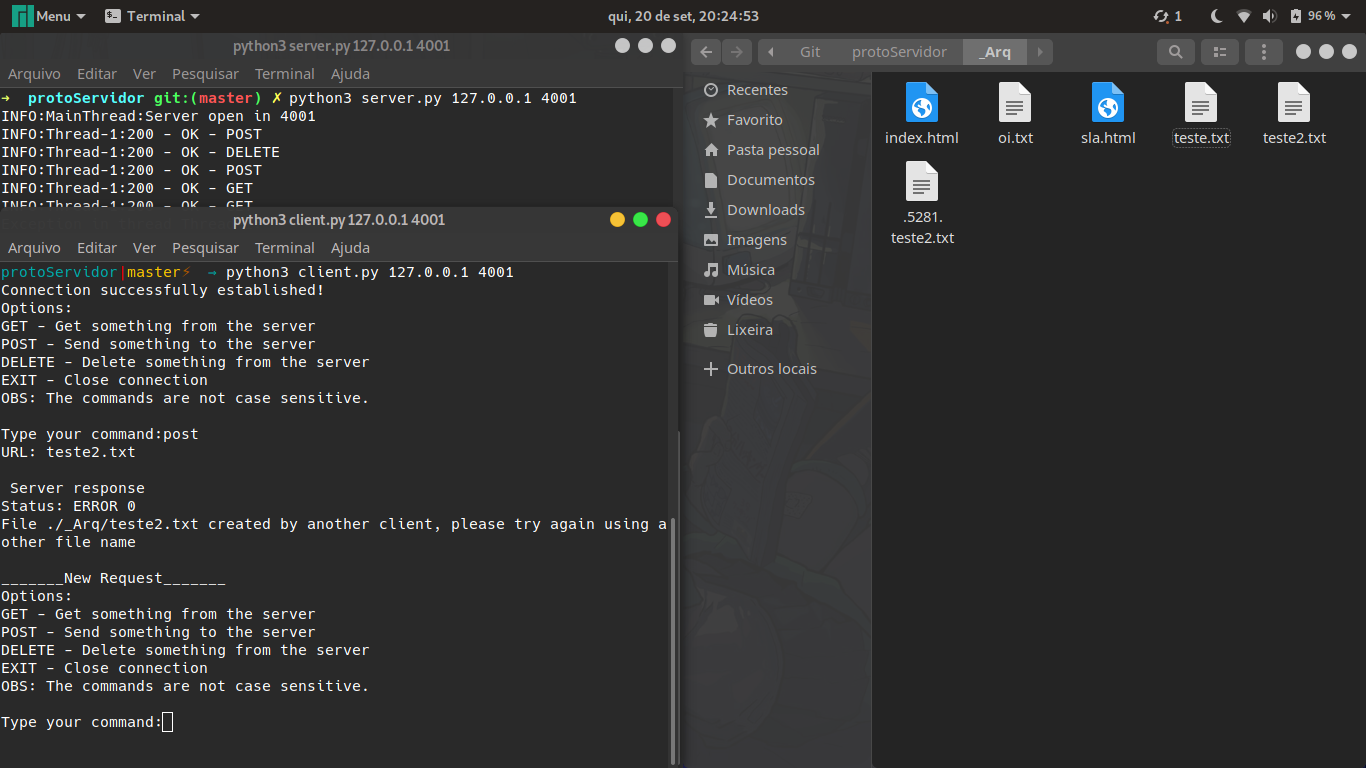 Menu
Terminal
qui, 20 de set, 20:24:53
1
96 %
python3 server.py 127.0.0.1 4001
Arquivo Editar Ver Pesquisar Terminal Ajuda
➜ protoServidor git:(master) ✗ python3 server.py 127.0.0.1 4001
INFO:MainThread:Server open in 4001
INFO:Thread-1:200 - OK - POST
INFO:Thread-1:200 - OK - DELETE
INFO:Thread-1:200 - OK - POST
INFO:Thread-1:200 - OK - GET
INFO:Thread-1:200 - OK - GET
python3 client.py 127.0.0.1 4001
Arquivo Editar Ver Pesquisar Terminal Ajuda
protoServidor|master⚡ → python3 client.py 127.0.0.1 4001
Connection successfully established!
Options:
GET - Get something from the server
POST - Send something to the server
DELETE - Delete something from the server
EXIT - Close connection
OBS: The commands are not case sensitive.
Type your command:post
URL: teste2.txt
Server response
Status: ERROR 0
File ./_Arq/teste2.txt created by another client, please try again using a
other file name
_______New Request_______
Options:
GET - Get something from the server
POST - Send something to the server
DELETE - Delete something from the server
EXIT - Close connection
OBS: The commands are not case sensitive.
Type your command:
Git protoServidor _Arq
Recentes
Favorito
Pasta pessoal
Documentos
Downloads
Imagens
Música
Vídeos
Lixeira
Outros locais
index.html
oi.txt
sla.html
teste.txt
teste2.txt
.5281.
teste2.txt